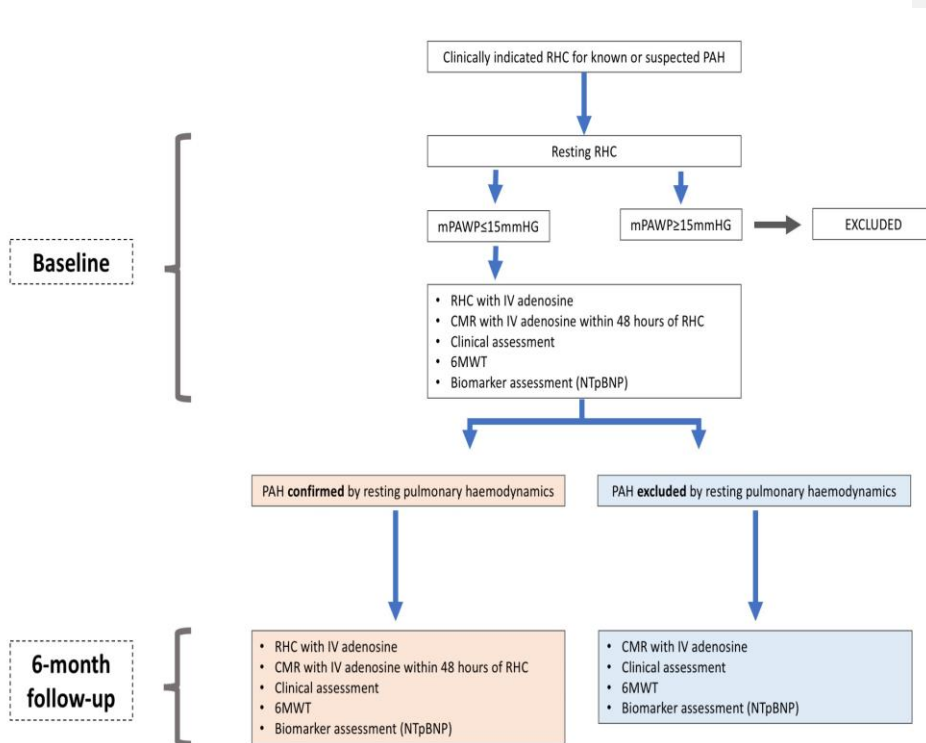 Clinically indicated RHC for known or suspected PAH
Resting RHC
mPAWP≤15mmHG
mPAWP≥15mmHG
EXCLUDED
Baseline
• RHC with IV adenosine
• CMR with IV adenosine within 48 hours of RHC
• Clinical assessment
• 6MWT
• Biomarker assessment (NTpBNP)
PAH confirmed by resting pulmonary haemodynamics
PAH excluded by resting pulmonary haemodynamics
6-month
follow-up
• RHC with IV adenosine
• CMR with IV adenosine within 48 hours of RHC
• Clinical assessment
• 6MWT
• Biomarker assessment (NTpBNP)
• CMR with IV adenosine
• Clinical assessment
• 6MWT
• Biomarker assessment (NTpBNP)